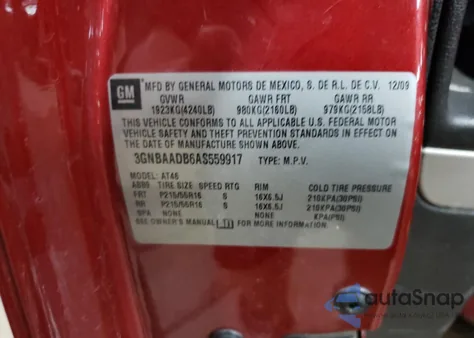 GM
MFD BY GENERAL MOTORS DE MEXICO, S. DE R.L. DE C.V. 12/09
GVWR GAWR FRT GAWR RR
1923KG(4240LB) 980KG(2160LB) 979KG(2158LB)
THIS VEHICLE CONFORMS TO ALL APPLICABLE U.S. FEDERAL MOTOR
VEHICLE SAFETY AND THEFT PREVENTION STANDARDS IN EFFECT ON
THE DATE OF MANUFACTURE SHOWN ABOVE.
3GNBAADB6AS559917 TYPE: M.P.V.
MODEL: AT46
ABBR TIRE SIZE SPEED RTG RIM COLD TIRE PRESSURE
FRT P215/55R16 S 16X6.5J 210KPA(30PSI)
RR P215/55R16 S 16X6.5J 210KPA(30PSI)
SPA NONE NONE KPA(PSI)
SEE OWNER'S MANUAL FOR MORE INFORMATION.
autoSnap